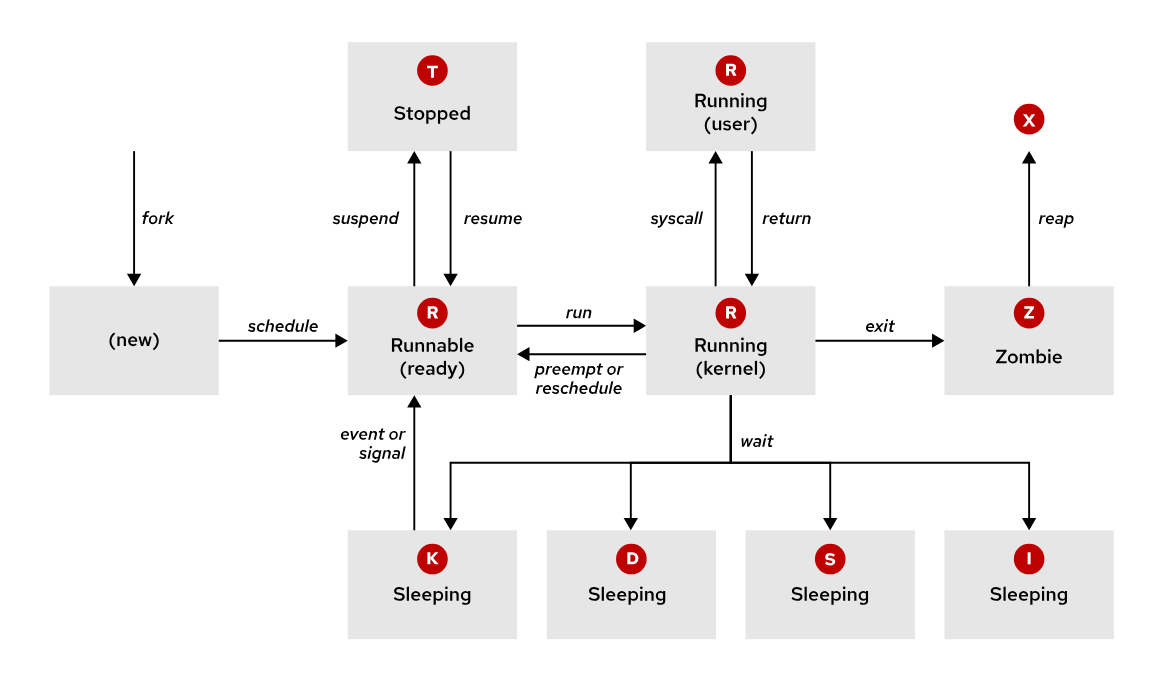 T
Stopped
R
Running
(user)
X
fork
suspend
resume
syscall
return
reap
(new)
schedule
R
Runnable
(ready)
run
preempt or
reschedule
R
Running
(kernel)
exit
Z
Zombie
event or
signal
wait
K
Sleeping
D
Sleeping
S
Sleeping
I
Sleeping